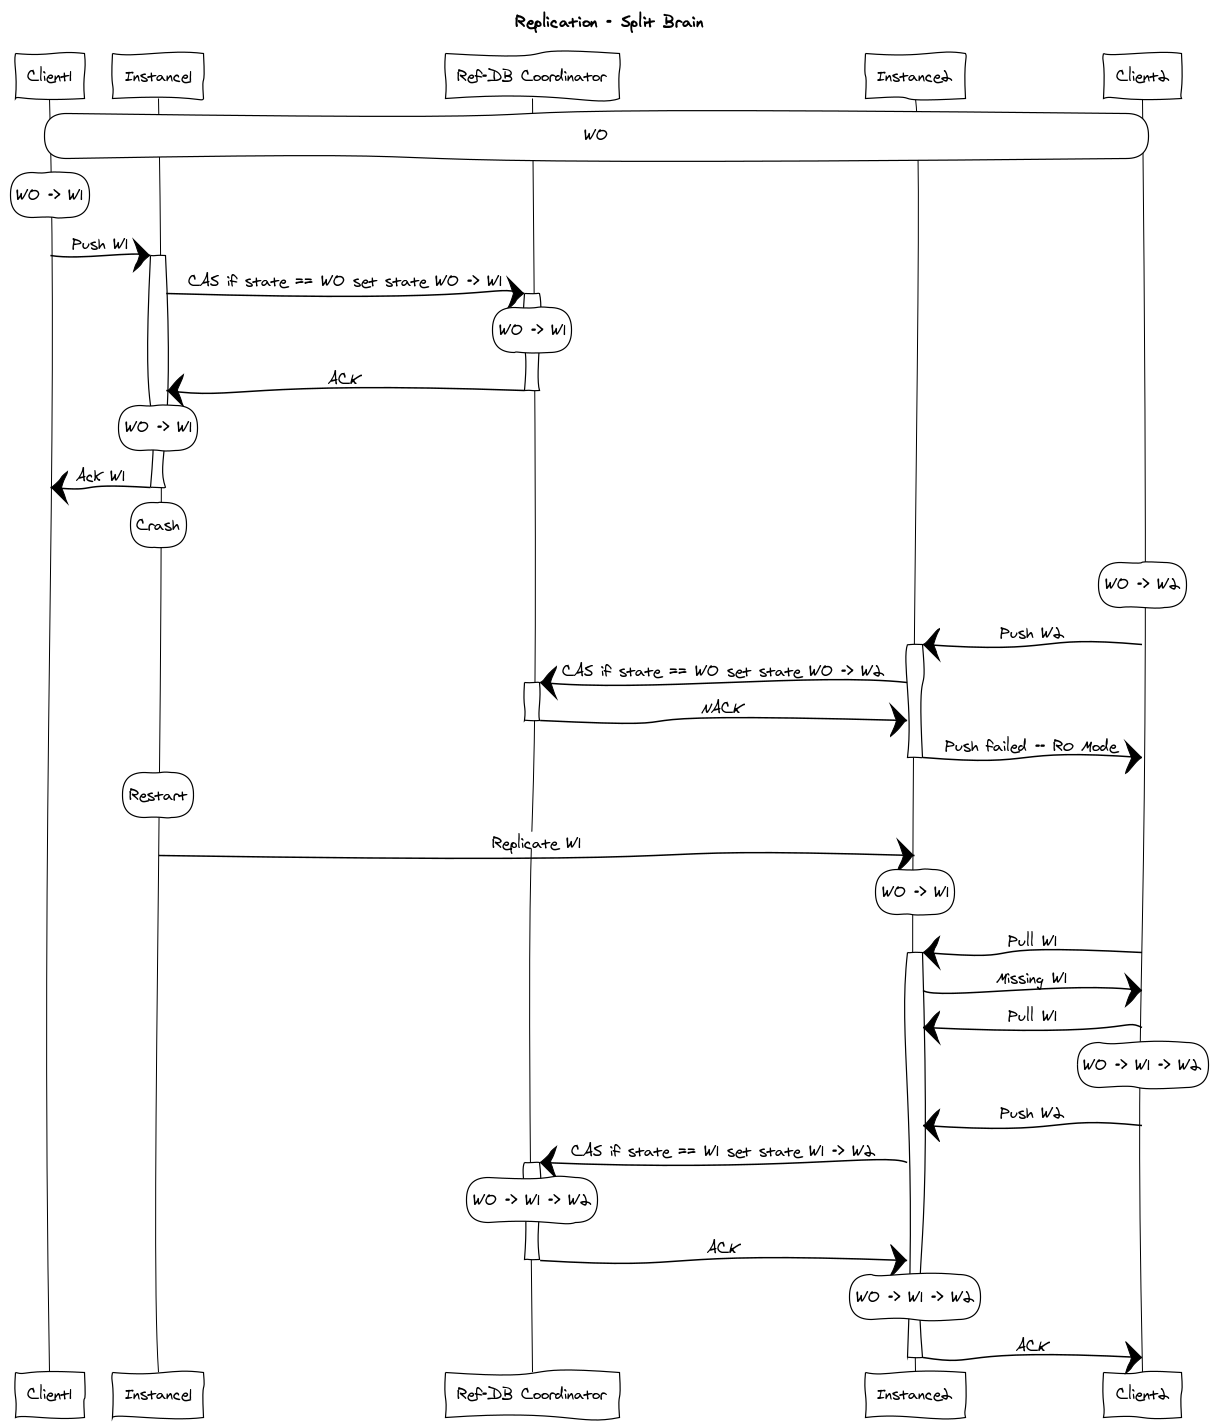 Replication - Split Brain
Client1
Instance1
Ref-DB Coordinator
Instance2
Client2
W0
W0 -> W1
Push W1
CAS if state == W0 set state W0 -> W1
W0 -> W1
ACK
W0 -> W1
Ack W1
Crash
W0 -> W2
Push W2
CAS if state == W0 set state W0 -> W2
NACK
Push failed -- RO Mode
Restart
Replicate W1
W0 -> W1
Pull W1
Missing W1
Pull W1
W0 -> W1 -> W2
Push W2
CAS if state == W1 set state W1 -> W2
W0 -> W1 -> W2
ACK
W0 -> W1 -> W2
ACK
Client1
Instance1
Ref-DB Coordinator
Instance2
Client2